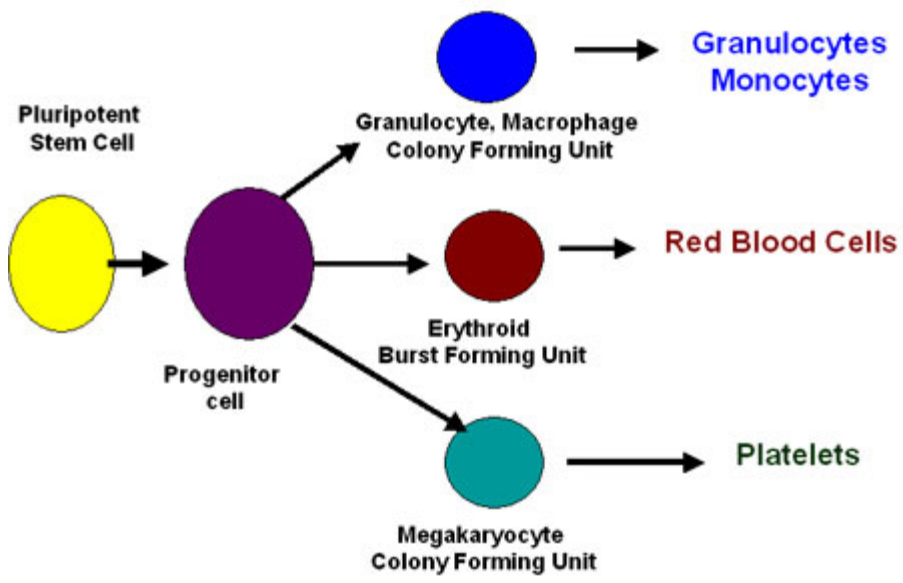 Pluripotent
Stem Cell
Progenitor
cell
Granulocyte, Macrophage
Colony Forming Unit
Granulocytes
Monocytes
Erythroid
Burst Forming Unit
Red Blood Cells
Megakaryocyte
Colony Forming Unit
Platelets